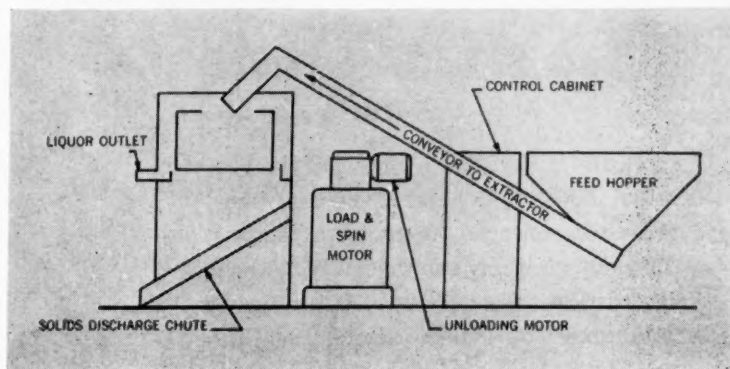 CONTROL CABINET
LIQUOR OUTLET
CONVEYOR TO EXTRACTOR
FEED HOPPER
LOAD &
SPIN
MOTOR
SOLIDS DISCHARGE CHUTE
UNLOADING MOTOR